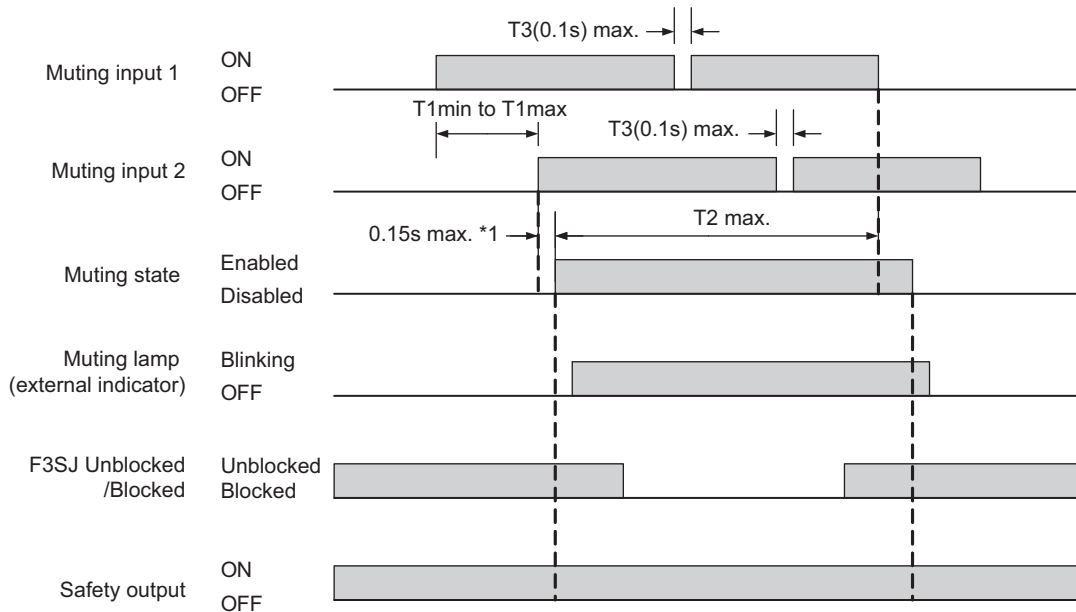 T3(0.1s) max.
Muting input 1
ON
OFF
T1min to T1max
T3(0.1s) max.
Muting input 2
ON
OFF
0.15s max. *1
T2 max.
Muting state
Enabled
Disabled
Muting lamp
(external indicator)
Blinking
OFF
F3SJ Unblocked
/Blocked
Unblocked
Blocked
Safety output
ON
OFF